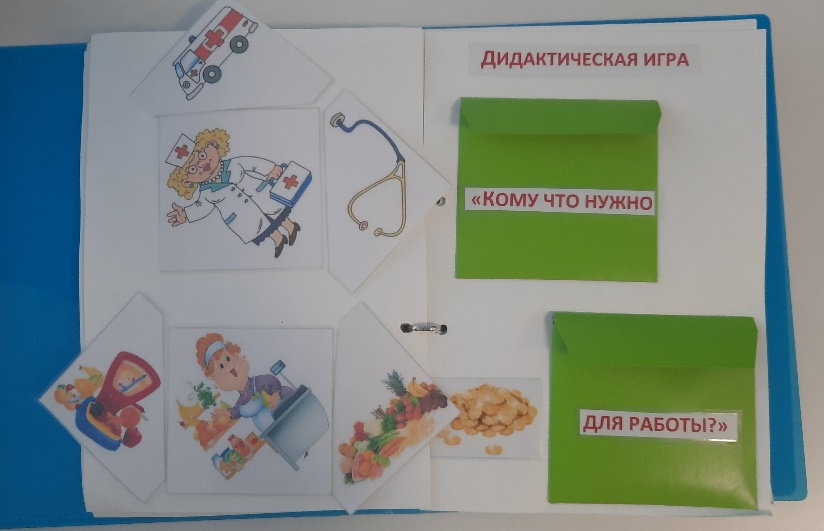 ДИДАКТИЧЕСКАЯ ИГРА
«КОМУ ЧТО НУЖНО
ДЛЯ РАБОТЫ?»